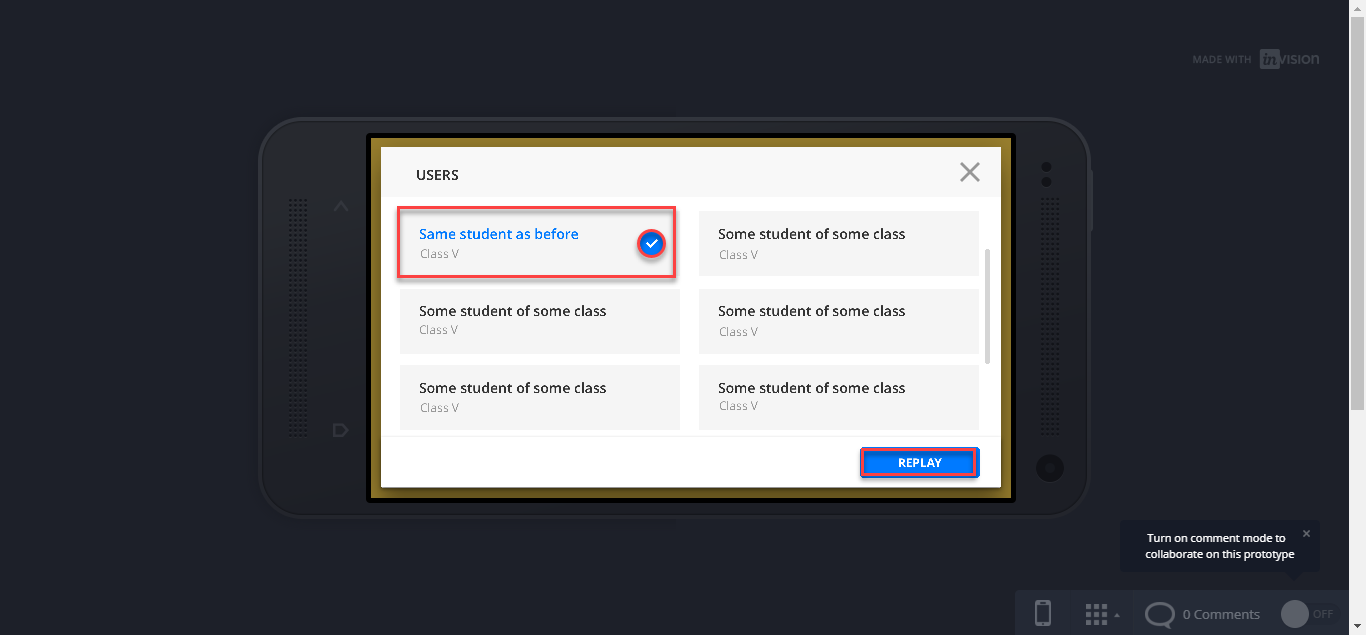 MADE WITH inVISION
USERS
Same student as before
Class V
Some student of some class
Class V
Some student of some class
Class V
Some student of some class
Class V
Some student of some class
Class V
Some student of some class
Class V
REPLAY
Turn on comment mode to
collaborate on this prototype
0 Comments
OFF